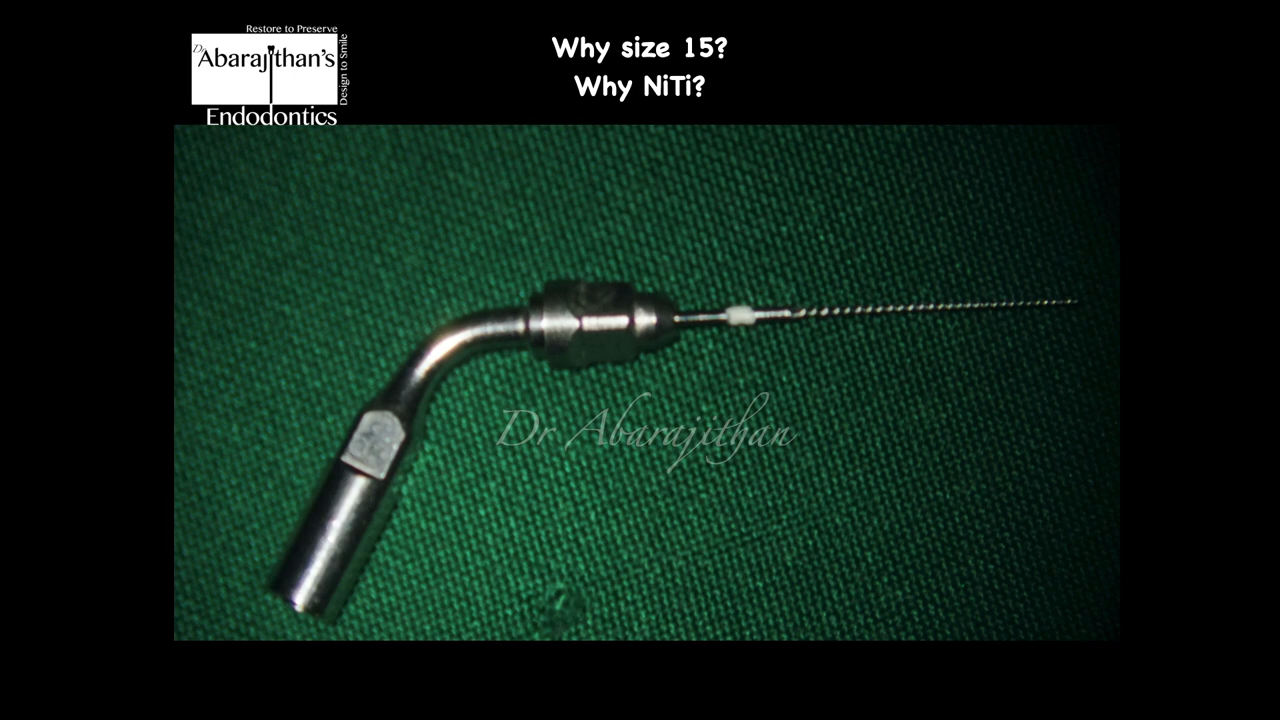 Restore to Preserve
Dr
Abarajithan's
Design to Smile
Endodontics
Why size 15?
Why NiTi?
Dr Abarajithan